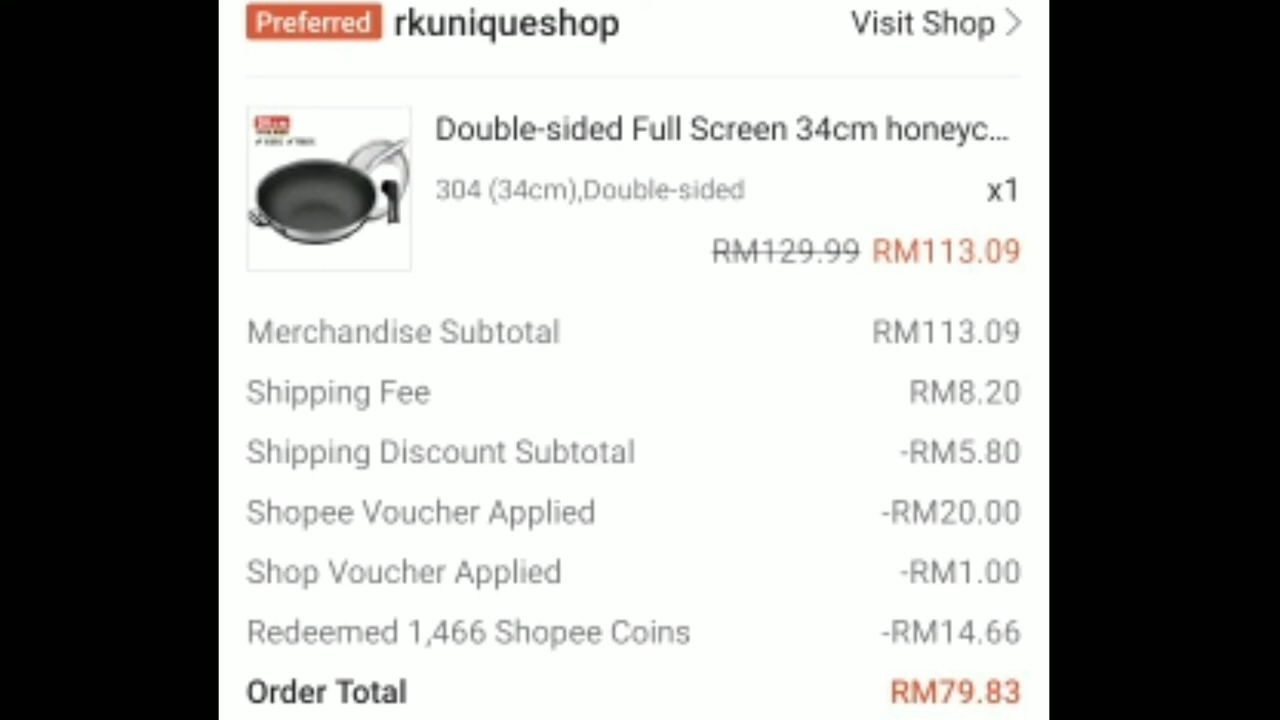 Preferred rkuniqueshop Visit Shop >
Double-sided Full Screen 34cm honeyc...
304 (34cm),Double-sided x1
RM129.99 RM113.09
Merchandise Subtotal RM113.09
Shipping Fee RM8.20
Shipping Discount Subtotal -RM5.80
Shopee Voucher Applied -RM20.00
Shop Voucher Applied -RM1.00
Redeemed 1,466 Shopee Coins -RM14.66
Order Total RM79.83